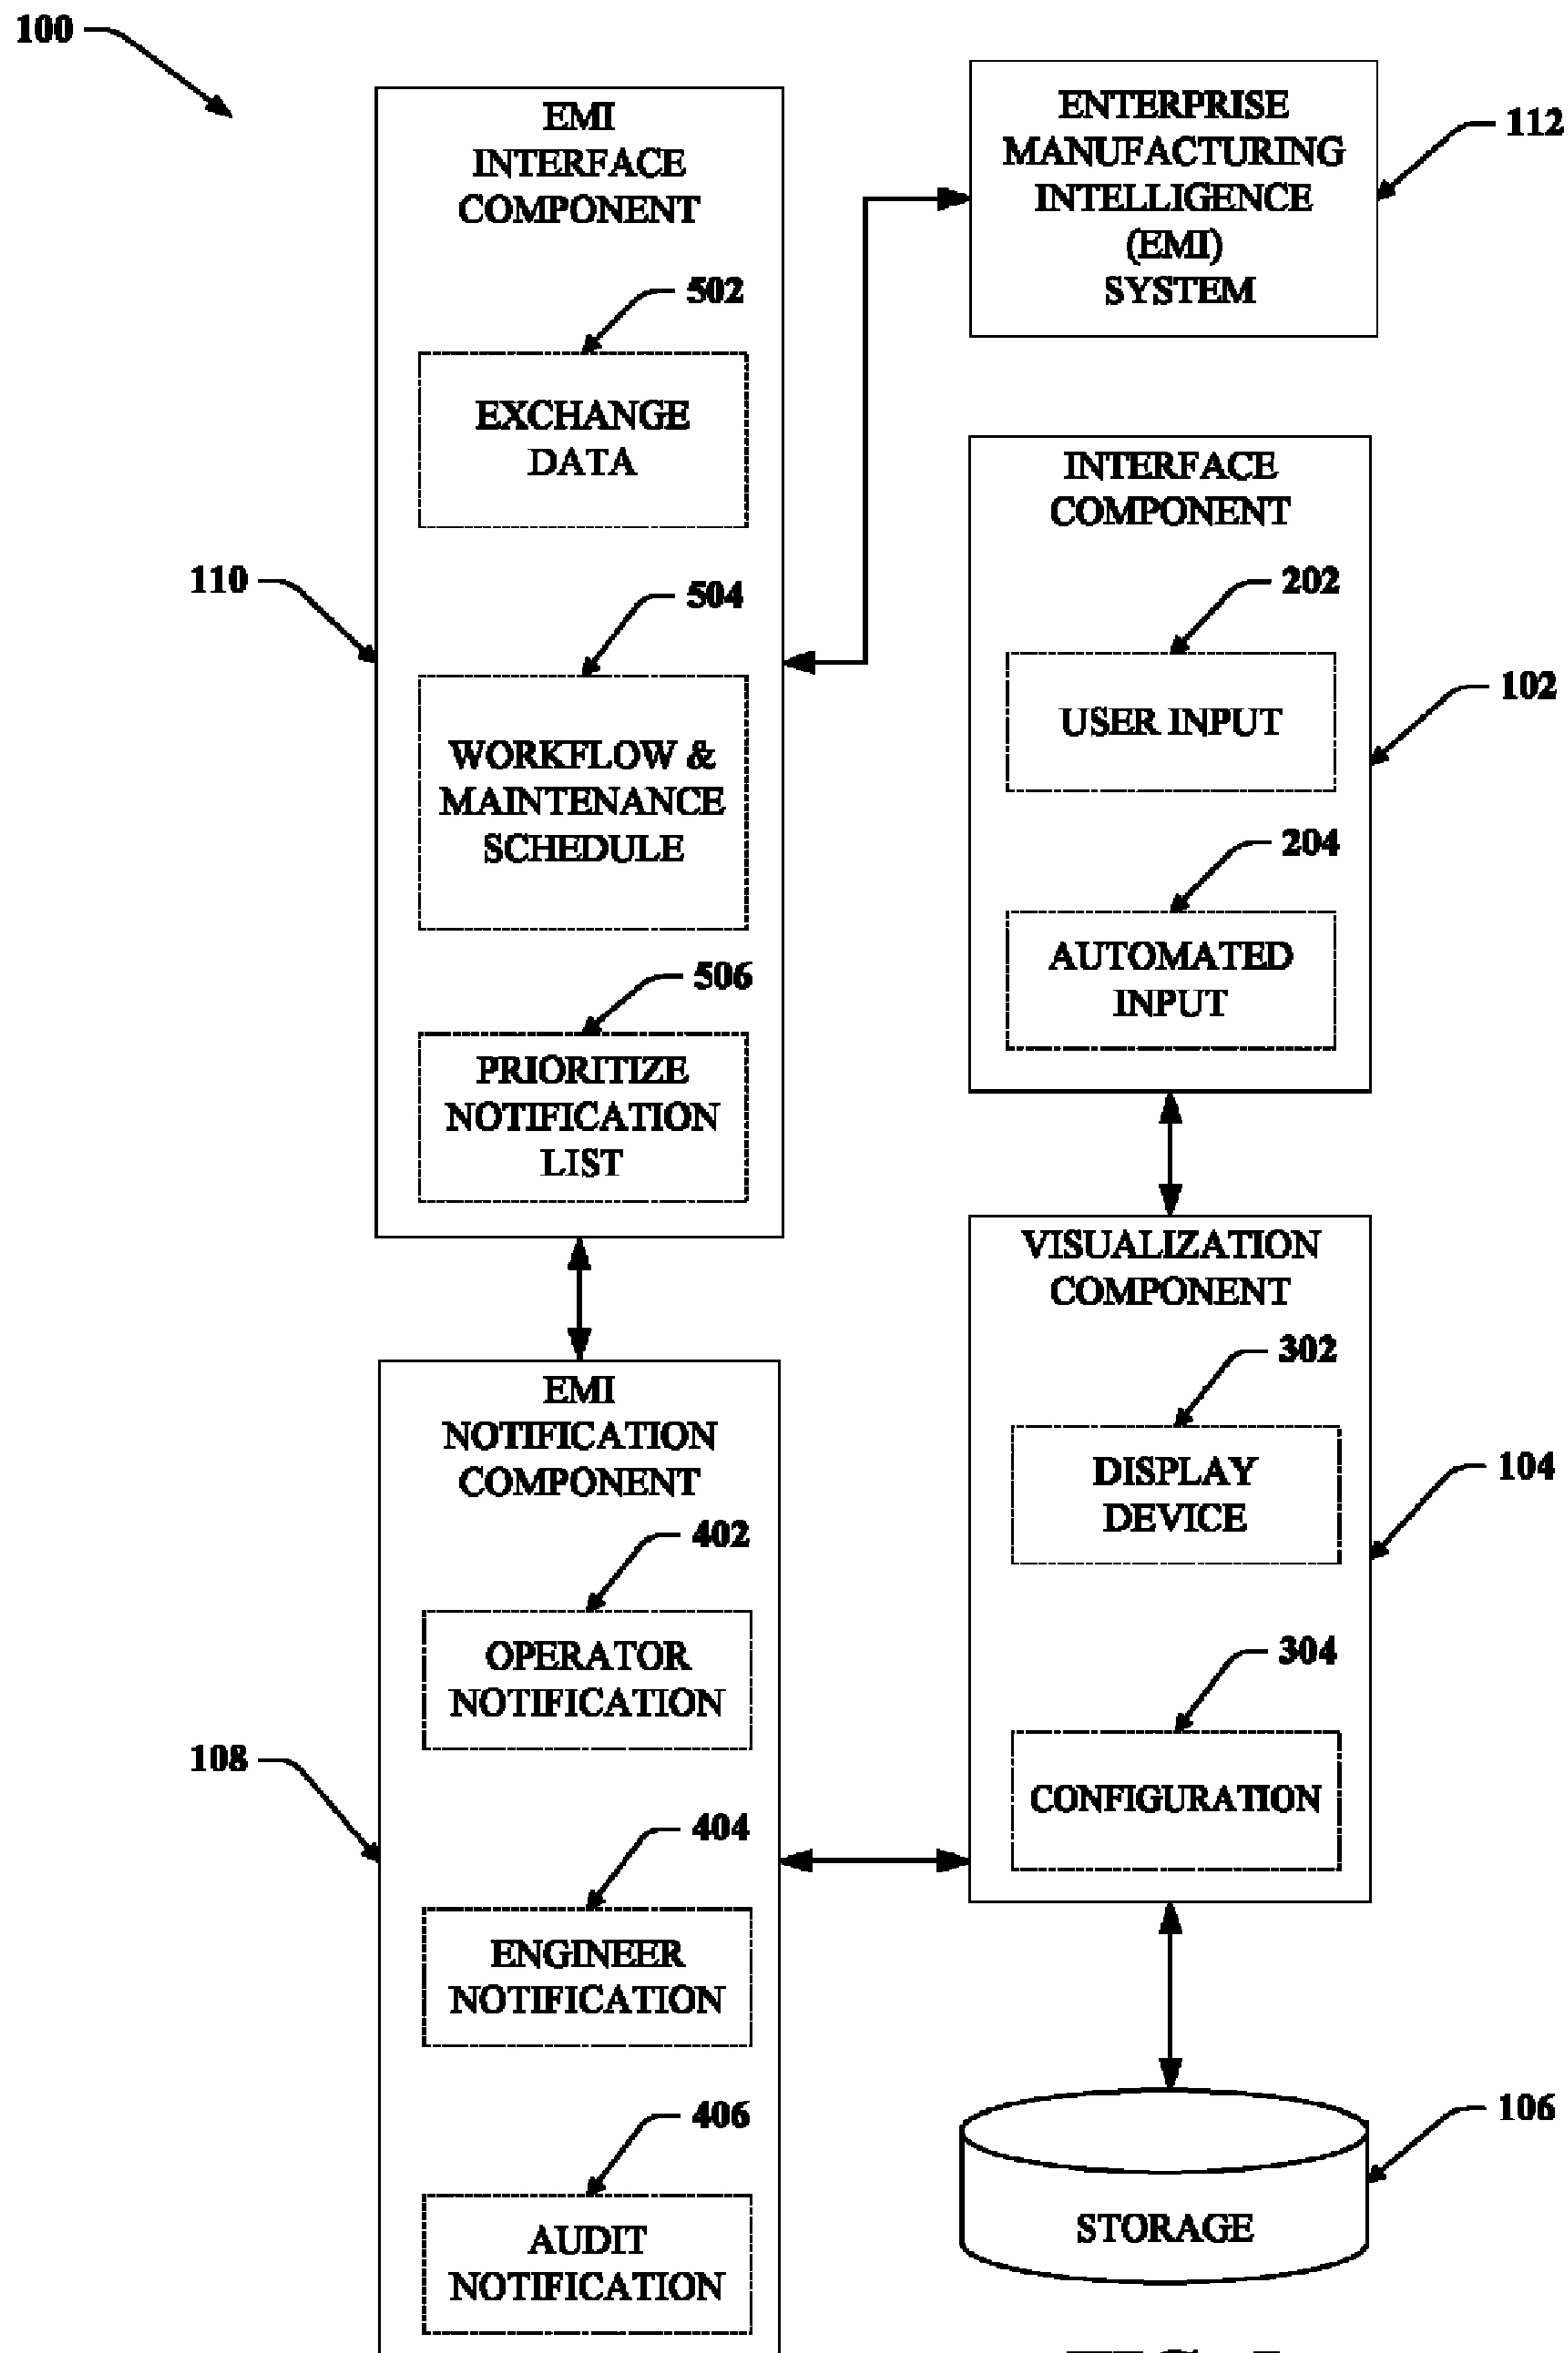 100
EMI
INTERFACE
COMPONENT
502
EXCHANGE
DATA
110
504
WORKFLOW &
MAINTENANCE
SCHEDULE
506
PRIORITIZE
NOTIFICATION
LIST
ENTERPRISE
MANUFACTURING
INTELLIGENCE
(EMI)
SYSTEM
112
INTERFACE
COMPONENT
202
USER INPUT
102
204
AUTOMATED
INPUT
VISUALIZATION
COMPONENT
302
DISPLAY
DEVICE
104
304
CONFIGURATION
EMI
NOTIFICATION
COMPONENT
402
OPERATOR
NOTIFICATION
108
404
ENGINEER
NOTIFICATION
406
AUDIT
NOTIFICATION
106
STORAGE